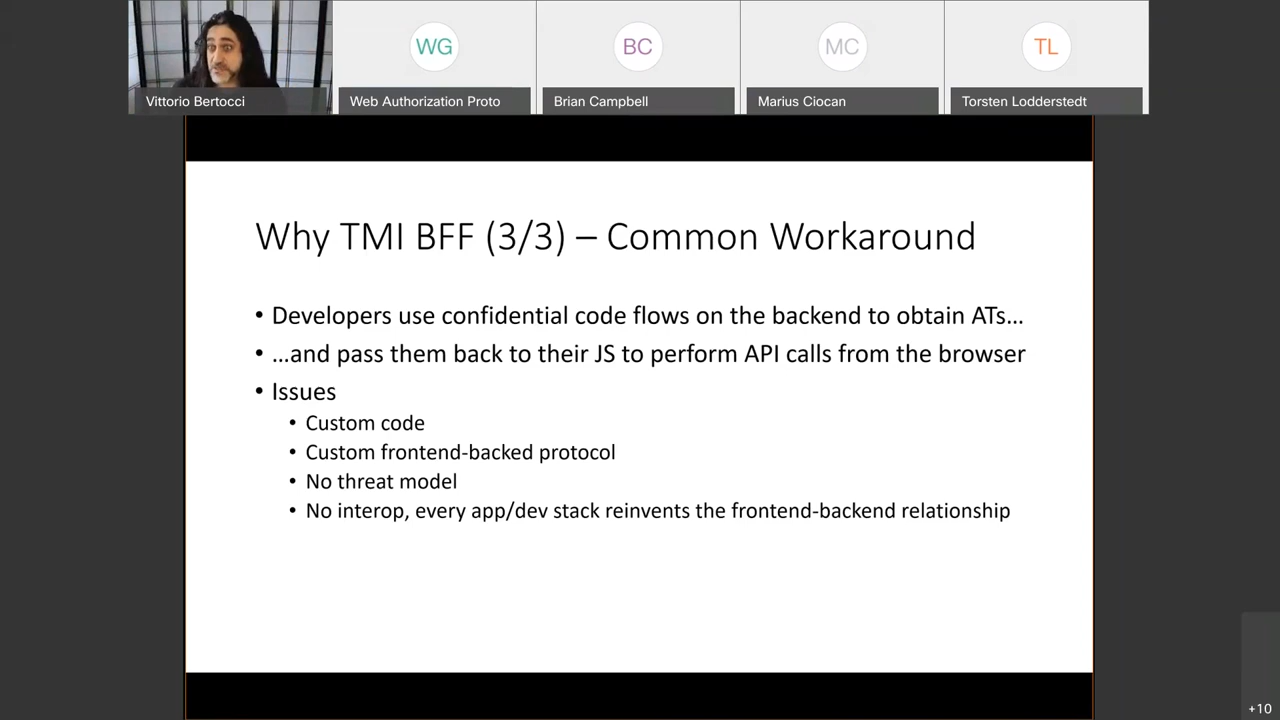 WG
BC
MC
TL
Vittorio Bertocci
Web Authorization Proto
Brian Campbell
Marius Ciocan
Torsten Lodderstedt
Why TMI BFF (3/3) – Common Workaround
• Developers use confidential code flows on the backend to obtain ATs...
• ...and pass them back to their JS to perform API calls from the browser
• Issues
• Custom code
• Custom frontend-backed protocol
• No threat model
• No interop, every app/dev stack reinvents the frontend-backend relationship
+10